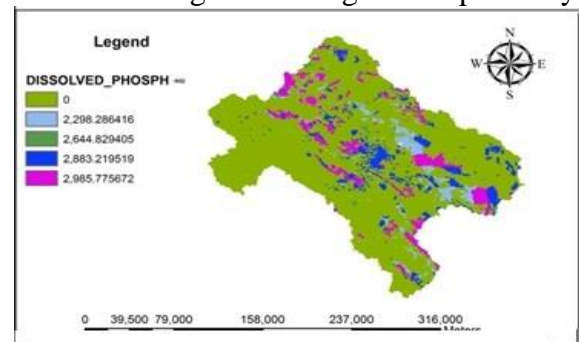 Legend
DISSOLVED_PHOSPH
0
2,298.286416
2,644.829405
2,883.219519
2,985.775672
N
W E
S
0 39,500 79,000 158,000 237,000 316,000
Meters